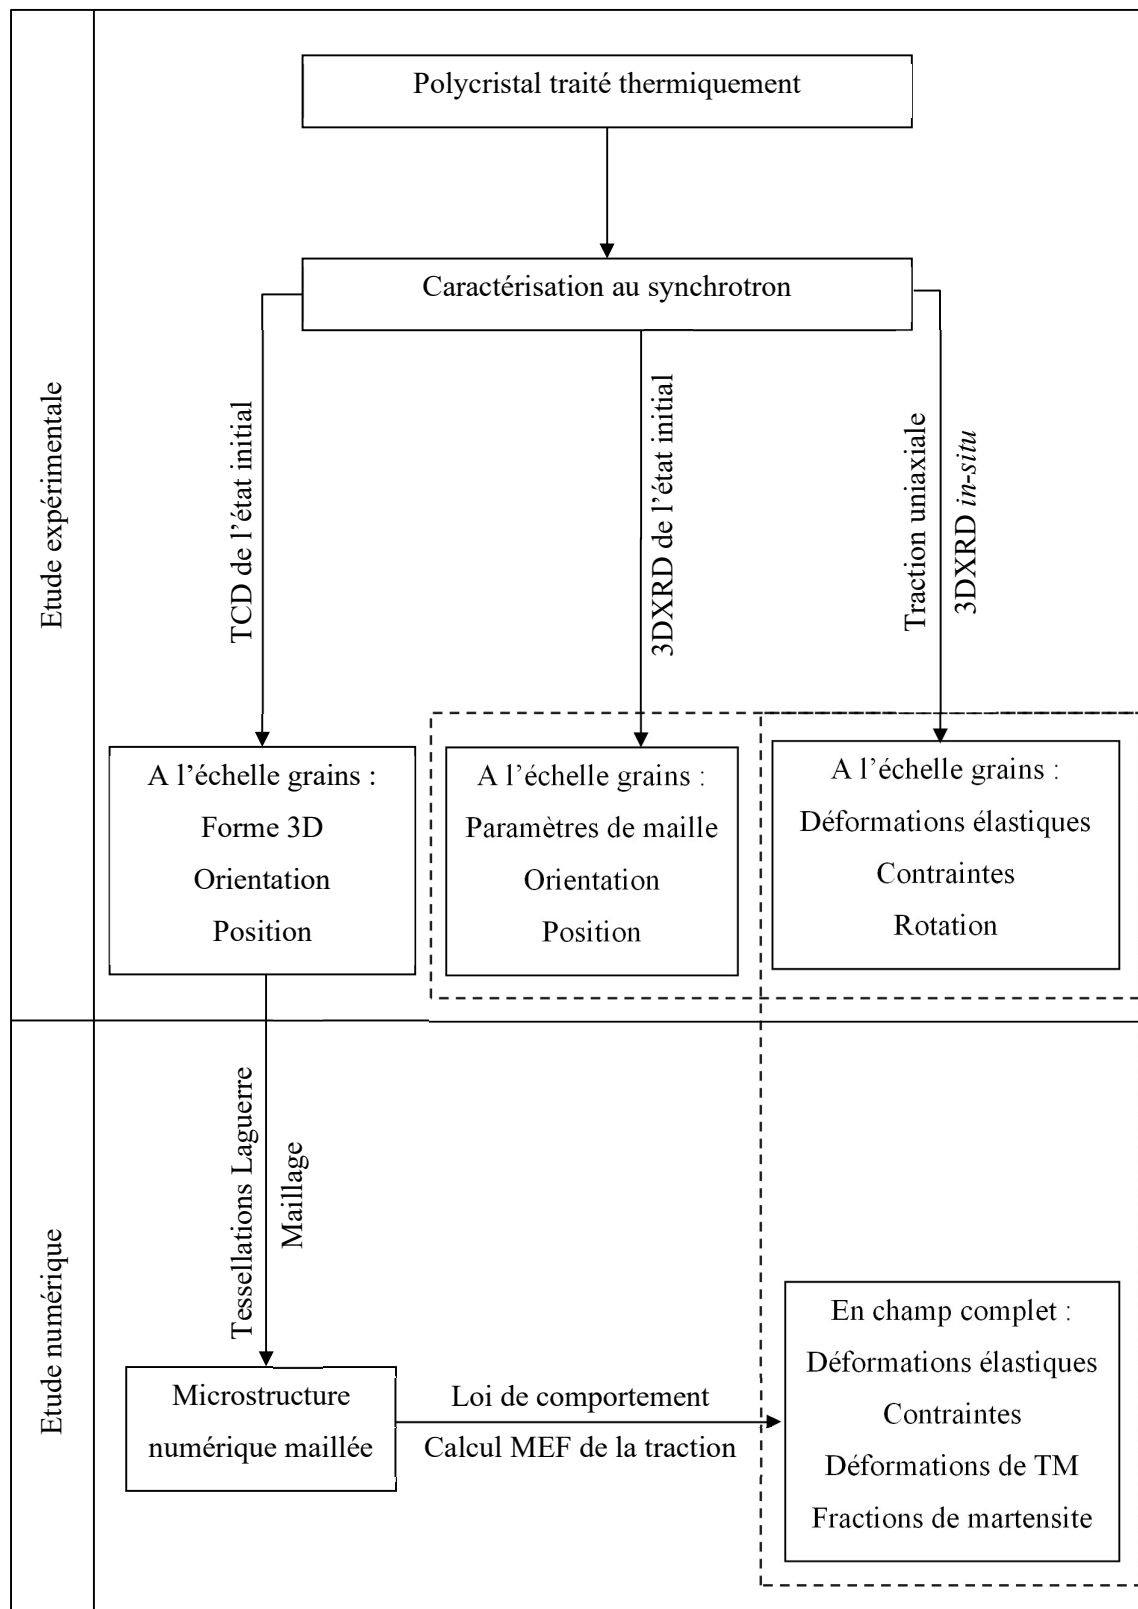 Polycristal traité thermiquement
Caractérisation au synchrotron
Etude expérimentale
TCD de l'état initial
3DXRD de l'état initial
Traction uniaxiale
3DXRD in-situ
A l'échelle grains :
Forme 3D
Orientation
Position
A l'échelle grains :
Paramètres de maille
Orientation
Position
A l'échelle grains :
Déformations élastiques
Contraintes
Rotation
Etude numérique
Tessellations Laguerre
Maillage
Microstructure
numérique maillée
Loi de comportement
Calcul MEF de la traction
En champ complet :
Déformations élastiques
Contraintes
Déformations de TM
Fractions de martensite